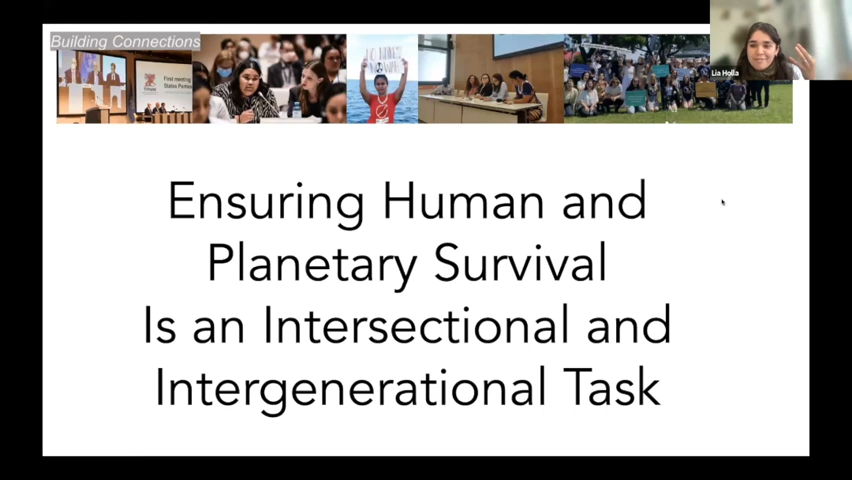 Building Connections
First meeting
States Parties
Lia Holla
Ensuring Human and
Planetary Survival
Is an Intersectional and
Intergenerational Task